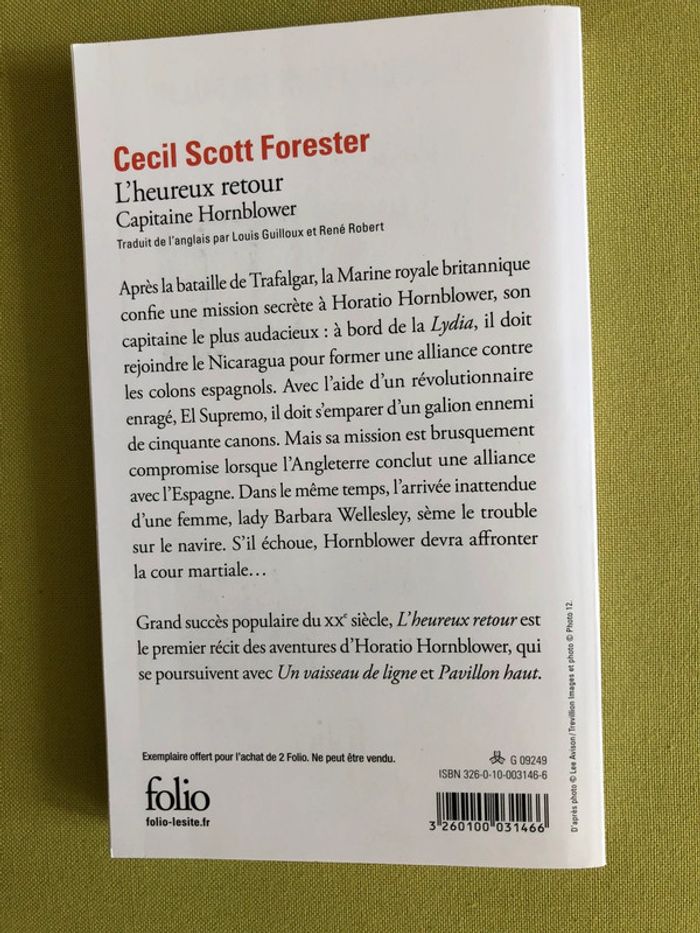 Cecil Scott Forester
L'heureux retour
Capitaine Hornblower
Traduit de l'anglais par Louis Guilloux et René Robert
Après la bataille de Trafalgar, la Marine royale britannique
confie une mission secrète à Horatio Hornblower, son
capitaine le plus audacieux : à bord de la Lydia, il doit
rejoindre le Nicaragua pour former une alliance contre
les colons espagnols. Avec l'aide d'un révolutionnaire
enragé, El Supremo, il doit s'emparer d'un galion ennemi
de cinquante canons. Mais sa mission est brusquement
compromise lorsque l'Angleterre conclut une alliance
avec l'Espagne. Dans le même temps, l'arrivée inattendue
d'une femme, lady Barbara Wellesley, sème le trouble
sur le navire. S'il échoue, Hornblower devra affronter
la cour martiale…
Grand succès populaire du XXe siècle, L'heureux retour est
le premier récit des aventures d'Horatio Hornblower, qui
se poursuivent avec Un vaisseau de ligne et Pavillon haut.
Exemplaire offert pour l'achat de 2 Folio. Ne peut être vendu.
folio
folio-lesite.fr
G 09249
ISBN 326-0-10-003146-6
3 260100 031466
D'après photo © Lee Avison / Trevillion Images et photo © Photo 12.